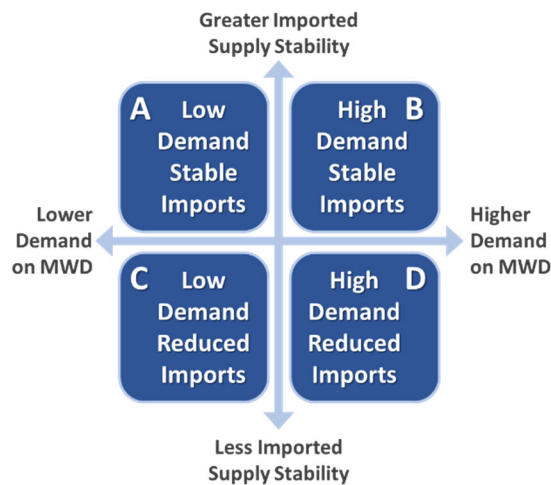 Greater Imported
Supply Stability
A Low
Demand
Stable
Imports
High B
Demand
Stable
Imports
Lower
Demand
on MWD
Higher
Demand
on MWD
C Low
Demand
Reduced
Imports
High D
Demand
Reduced
Imports
Less Imported
Supply Stability